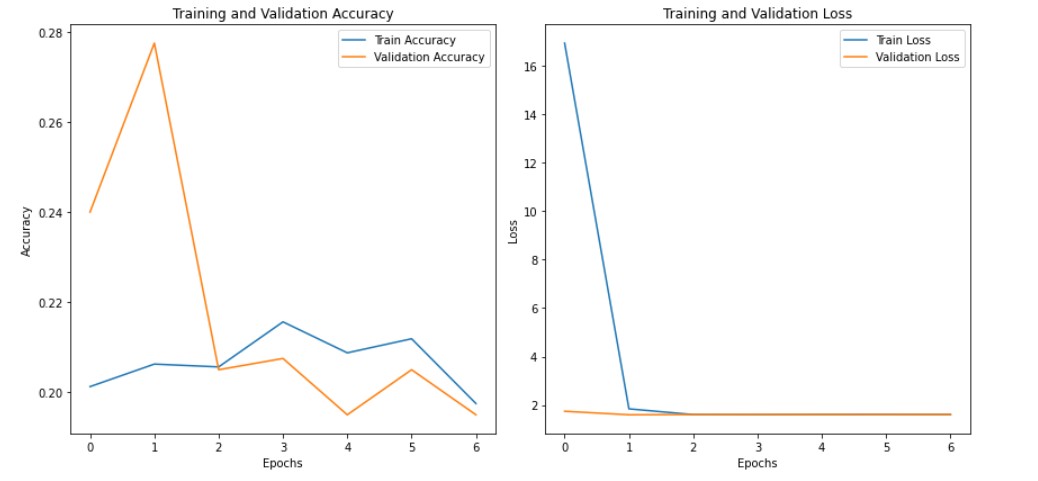 Training and Validation Accuracy
0.28
0.26
0.24
0.22
0.20
Accuracy
Train Accuracy
Validation Accuracy
0 1 2 3 4 5 6
Epochs
Training and Validation Loss
16
14
12
10
8
6
4
2
Loss
Train Loss
Validation Loss
0 1 2 3 4 5 6
Epochs